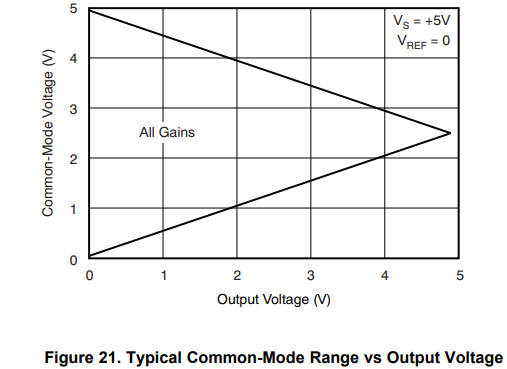 5
4
3
2
1
0
Common-Mode Voltage (V)
VS = +5V
VREF = 0
All Gains
0 1 2 3 4 5
Output Voltage (V)
Figure 21. Typical Common-Mode Range vs Output Voltage